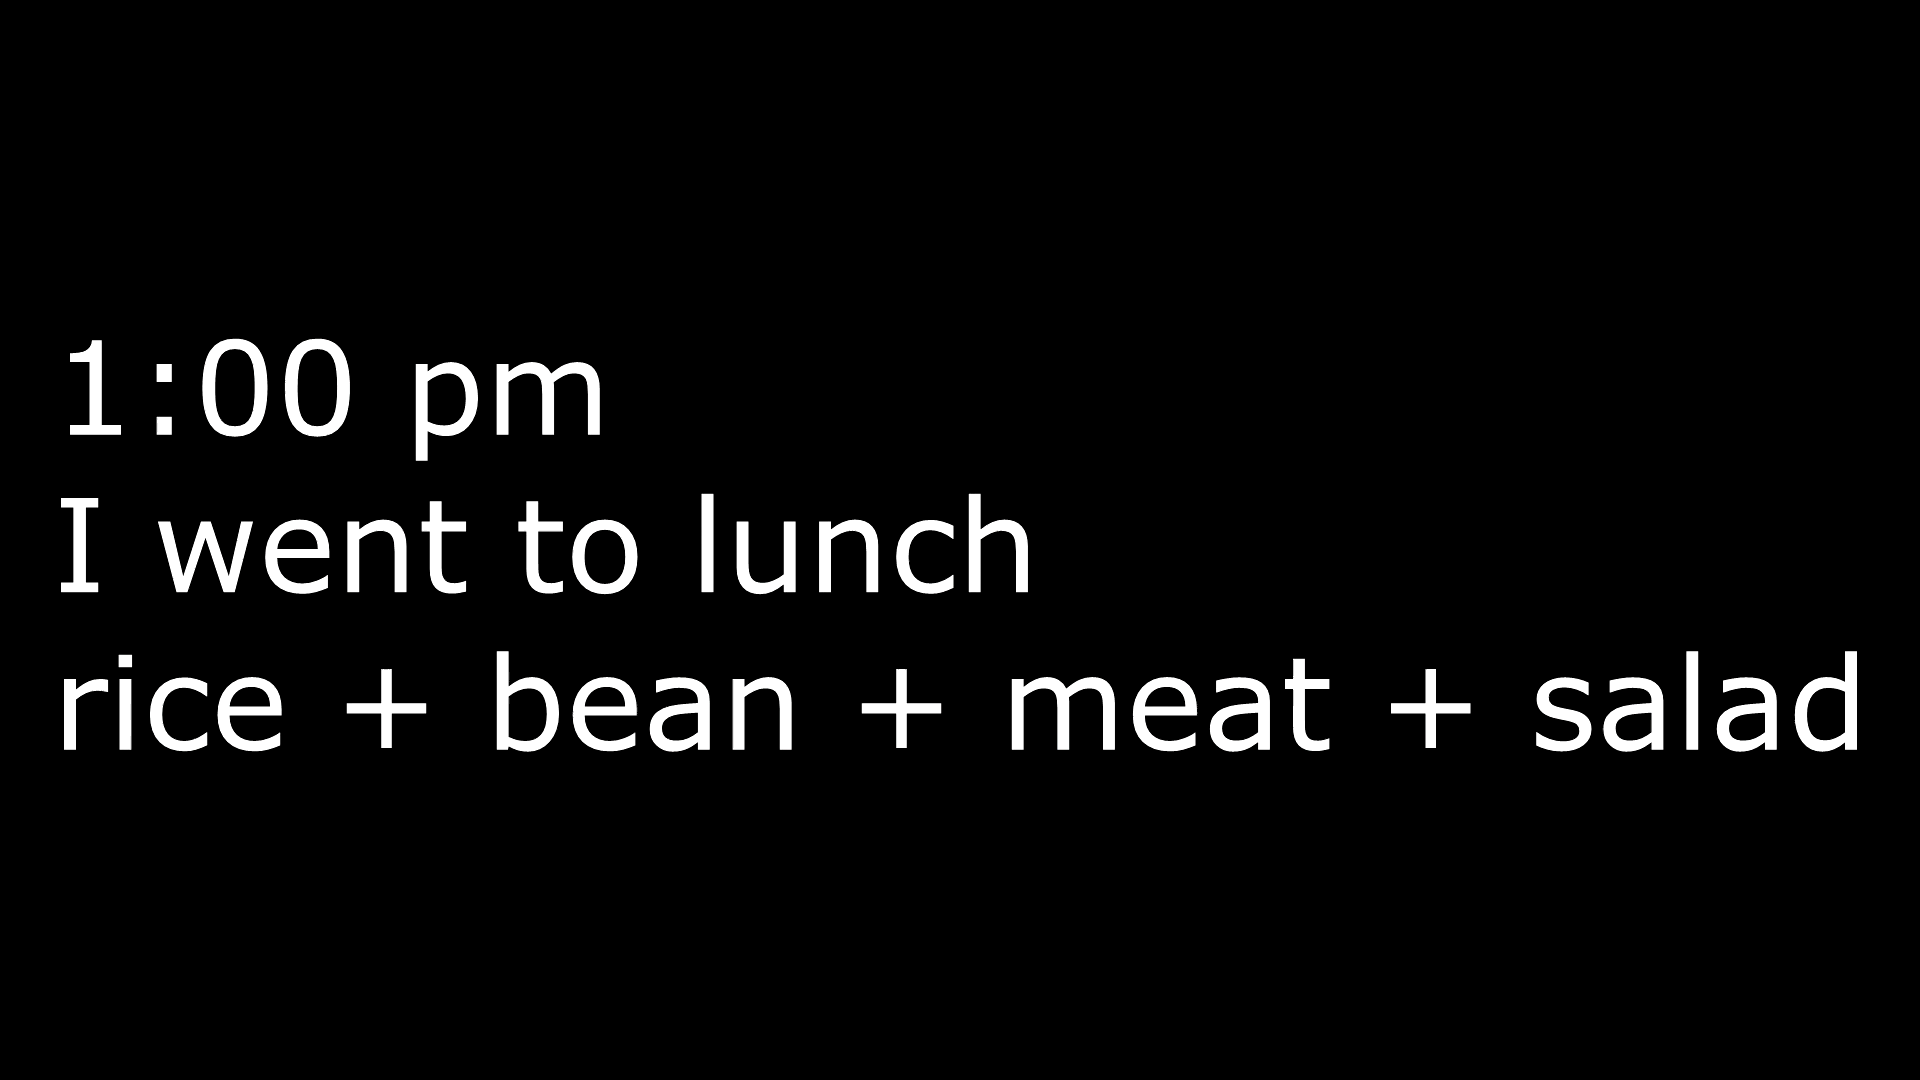 1:00 pm
I went to lunch
rice + bean + meat + salad